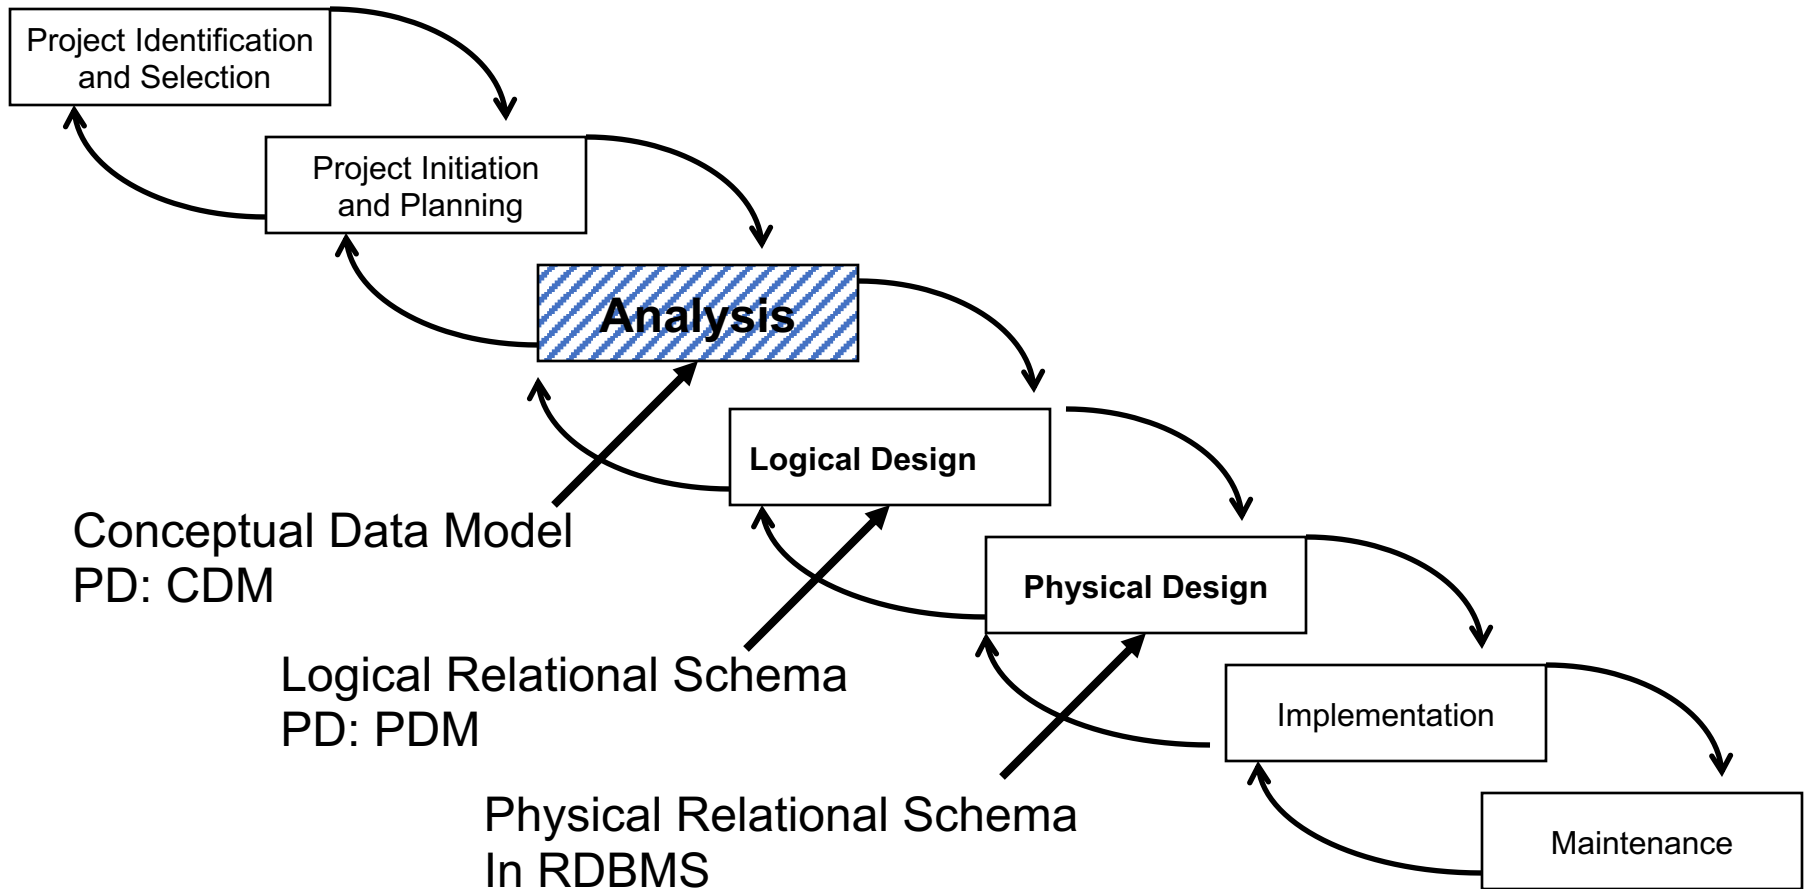 Project Identification
and Selection
Project Initiation
and Planning
Analysis
Logical Design
Conceptual Data Model
PD: CDM
Physical Design
Logical Relational Schema
PD: PDM
Implementation
Physical Relational Schema
In RDBMS
Maintenance